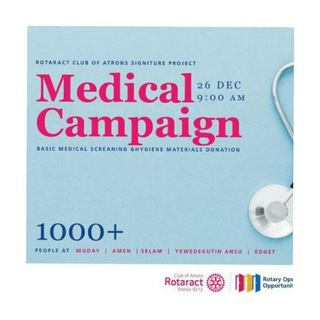 ROTARACT CLUB OF ATRONS SIGNITURE PROJECT
Medical
26 DEC
9:00 AM
Campaign
BASIC MEDICAL SCREANING &HYGIENE MATERIALS DONATION
1000+
PEOPLE AT MUDAY | AMEN | SELAM | YEWEDEKUTIN ANSU | EDGET
Club of Atrons
Rotaract
District 9212
Rotary Ope
Opportuni